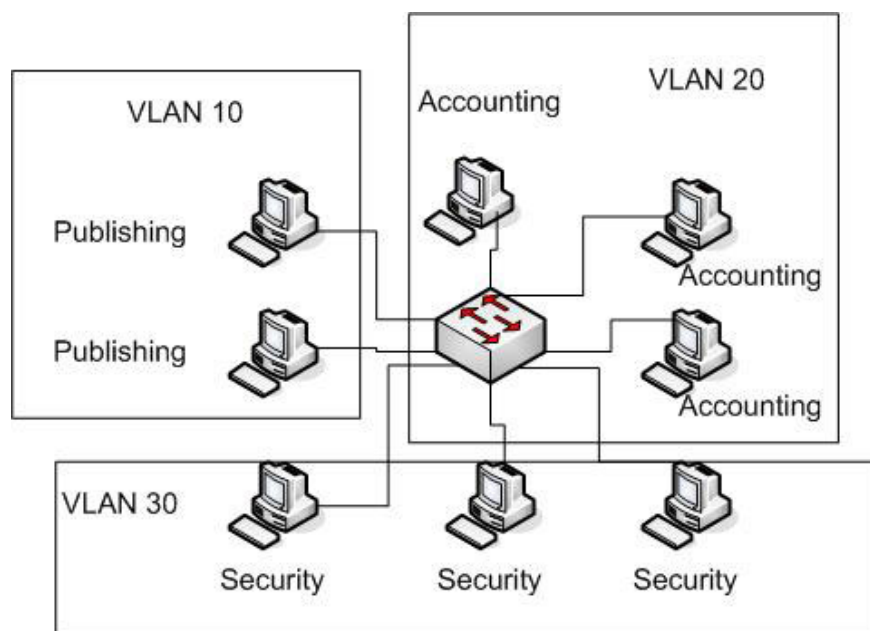 VLAN 10
Publishing
Publishing
VLAN 20
Accounting
Accounting
Accounting
VLAN 30
Security
Security
Security